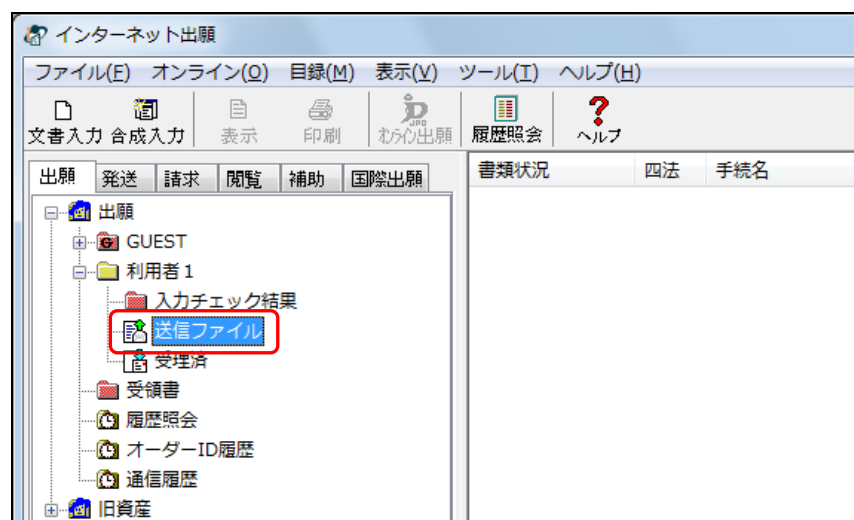 インターネット出願
ファイル(F) オンライン(O) 目録(M) 表示(V) ツール(T) ヘルプ(H)
文書入力 合成入力 表示 印刷 オンライン出願 履歴照会 ヘルプ
出願 発送 請求 閲覧 補助 国際出願
書類状況 四法 手続名
出願
GUEST
利用者1
入力チェック結果
送信ファイル
受理済
受領書
履歴照会
オーダーID履歴
通信履歴
旧資産